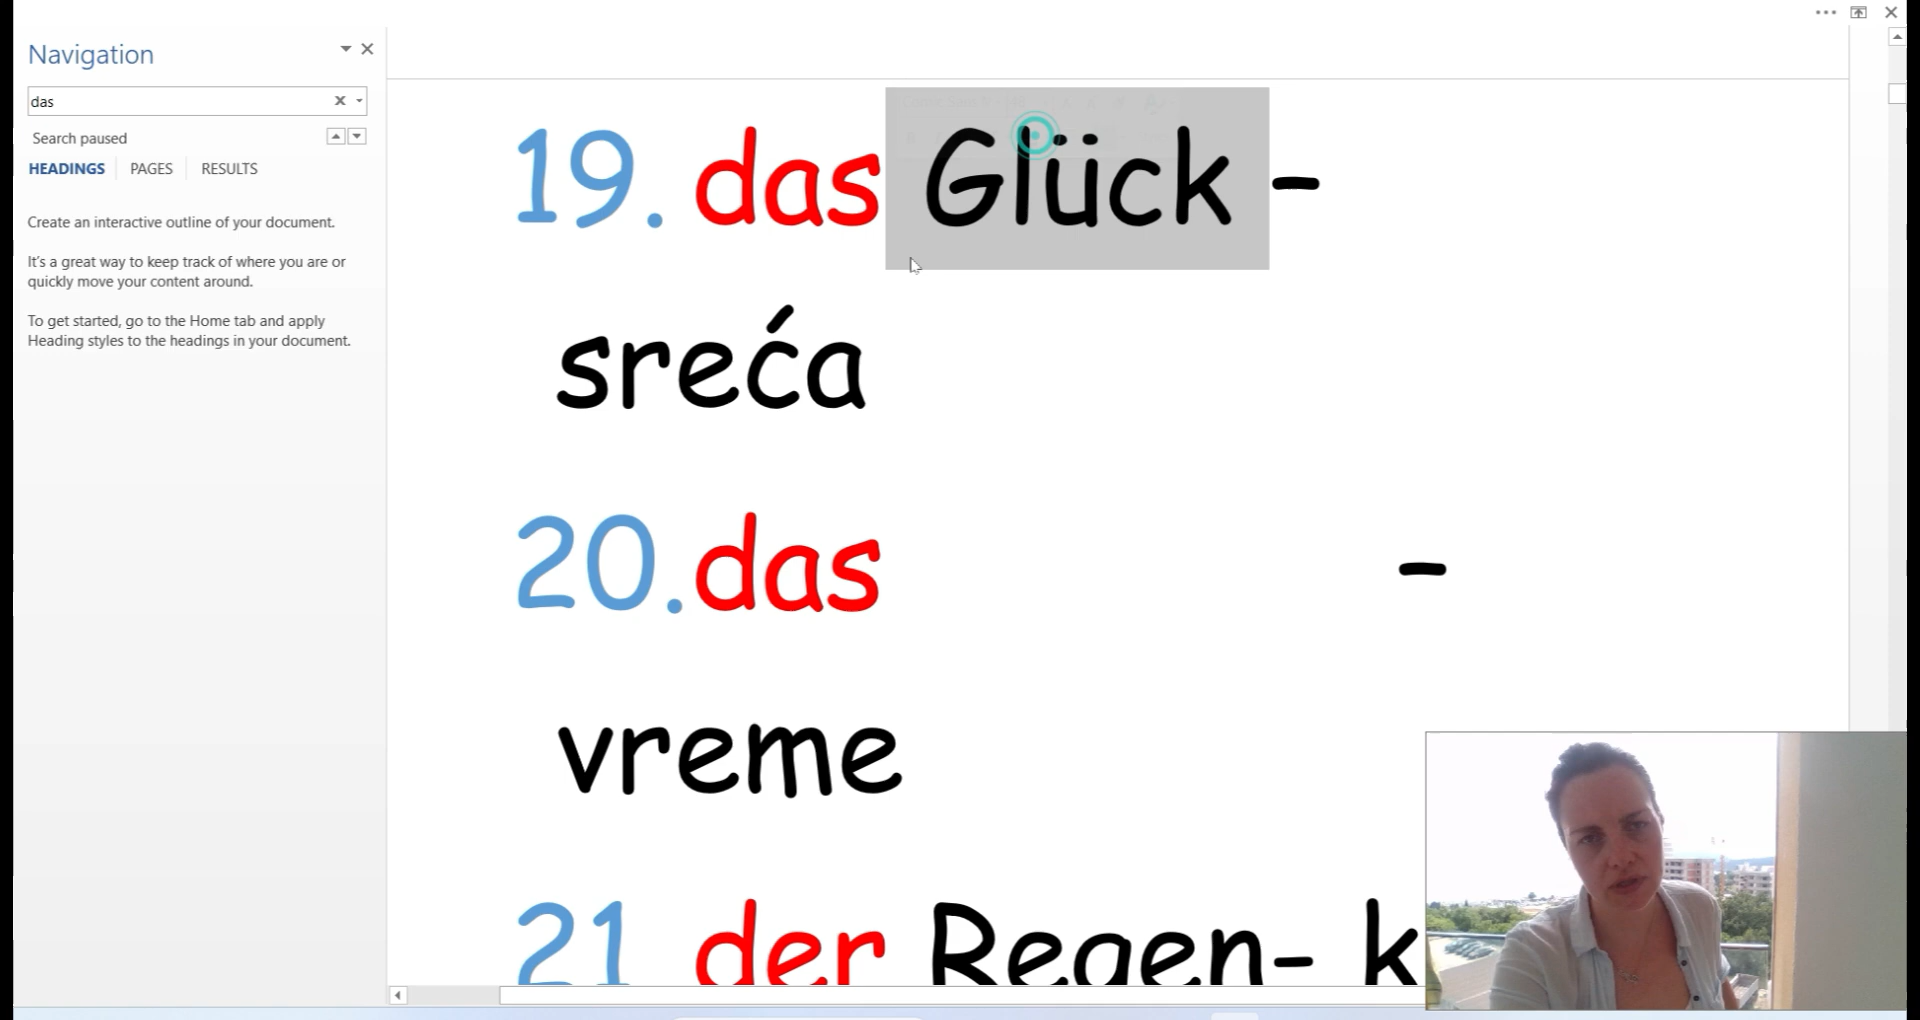 Navigation
das
Search paused
HEADINGS PAGES RESULTS
Create an interactive outline of your document.
It's a great way to keep track of where you are or
quickly move your content around.
To get started, go to the Home tab and apply
Heading styles to the headings in your document.
19. das Glück -
sreća
20.das -
vreme
21 der Regen- k